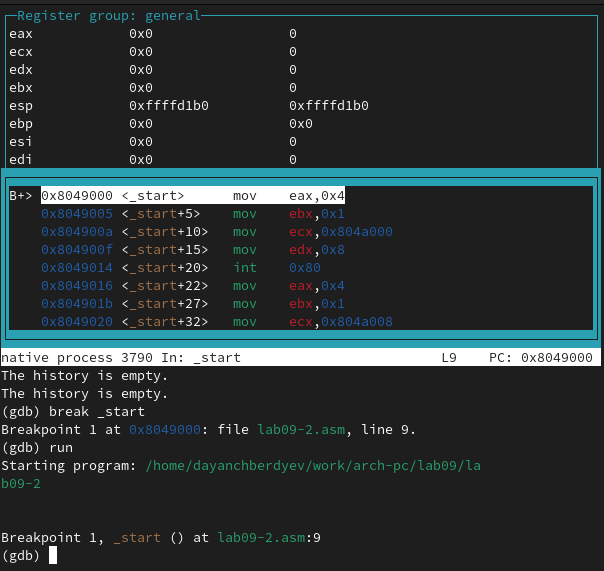 Register group: general
eax 0x0 0
ecx 0x0 0
edx 0x0 0
ebx 0x0 0
esp 0xffffd1b0 0xffffd1b0
ebp 0x0 0x0
esi 0x0 0
edi 0x0 0
B+> 0x8049000 <_start> mov eax,0x4
0x8049005 <_start+5> mov ebx,0x1
0x804900a <_start+10> mov ecx,0x804a000
0x804900f <_start+15> mov edx,0x8
0x8049014 <_start+20> int 0x80
0x8049016 <_start+22> mov eax,0x4
0x804901b <_start+27> mov ebx,0x1
0x8049020 <_start+32> mov ecx,0x804a008
native process 3790 In: _start L9 PC: 0x8049000
The history is empty.
The history is empty.
(gdb) break _start
Breakpoint 1 at 0x8049000: file lab09-2.asm, line 9.
(gdb) run
Starting program: /home/dayanchberdyev/work/arch-pc/lab09/la
b09-2
Breakpoint 1, _start () at lab09-2.asm:9
(gdb)